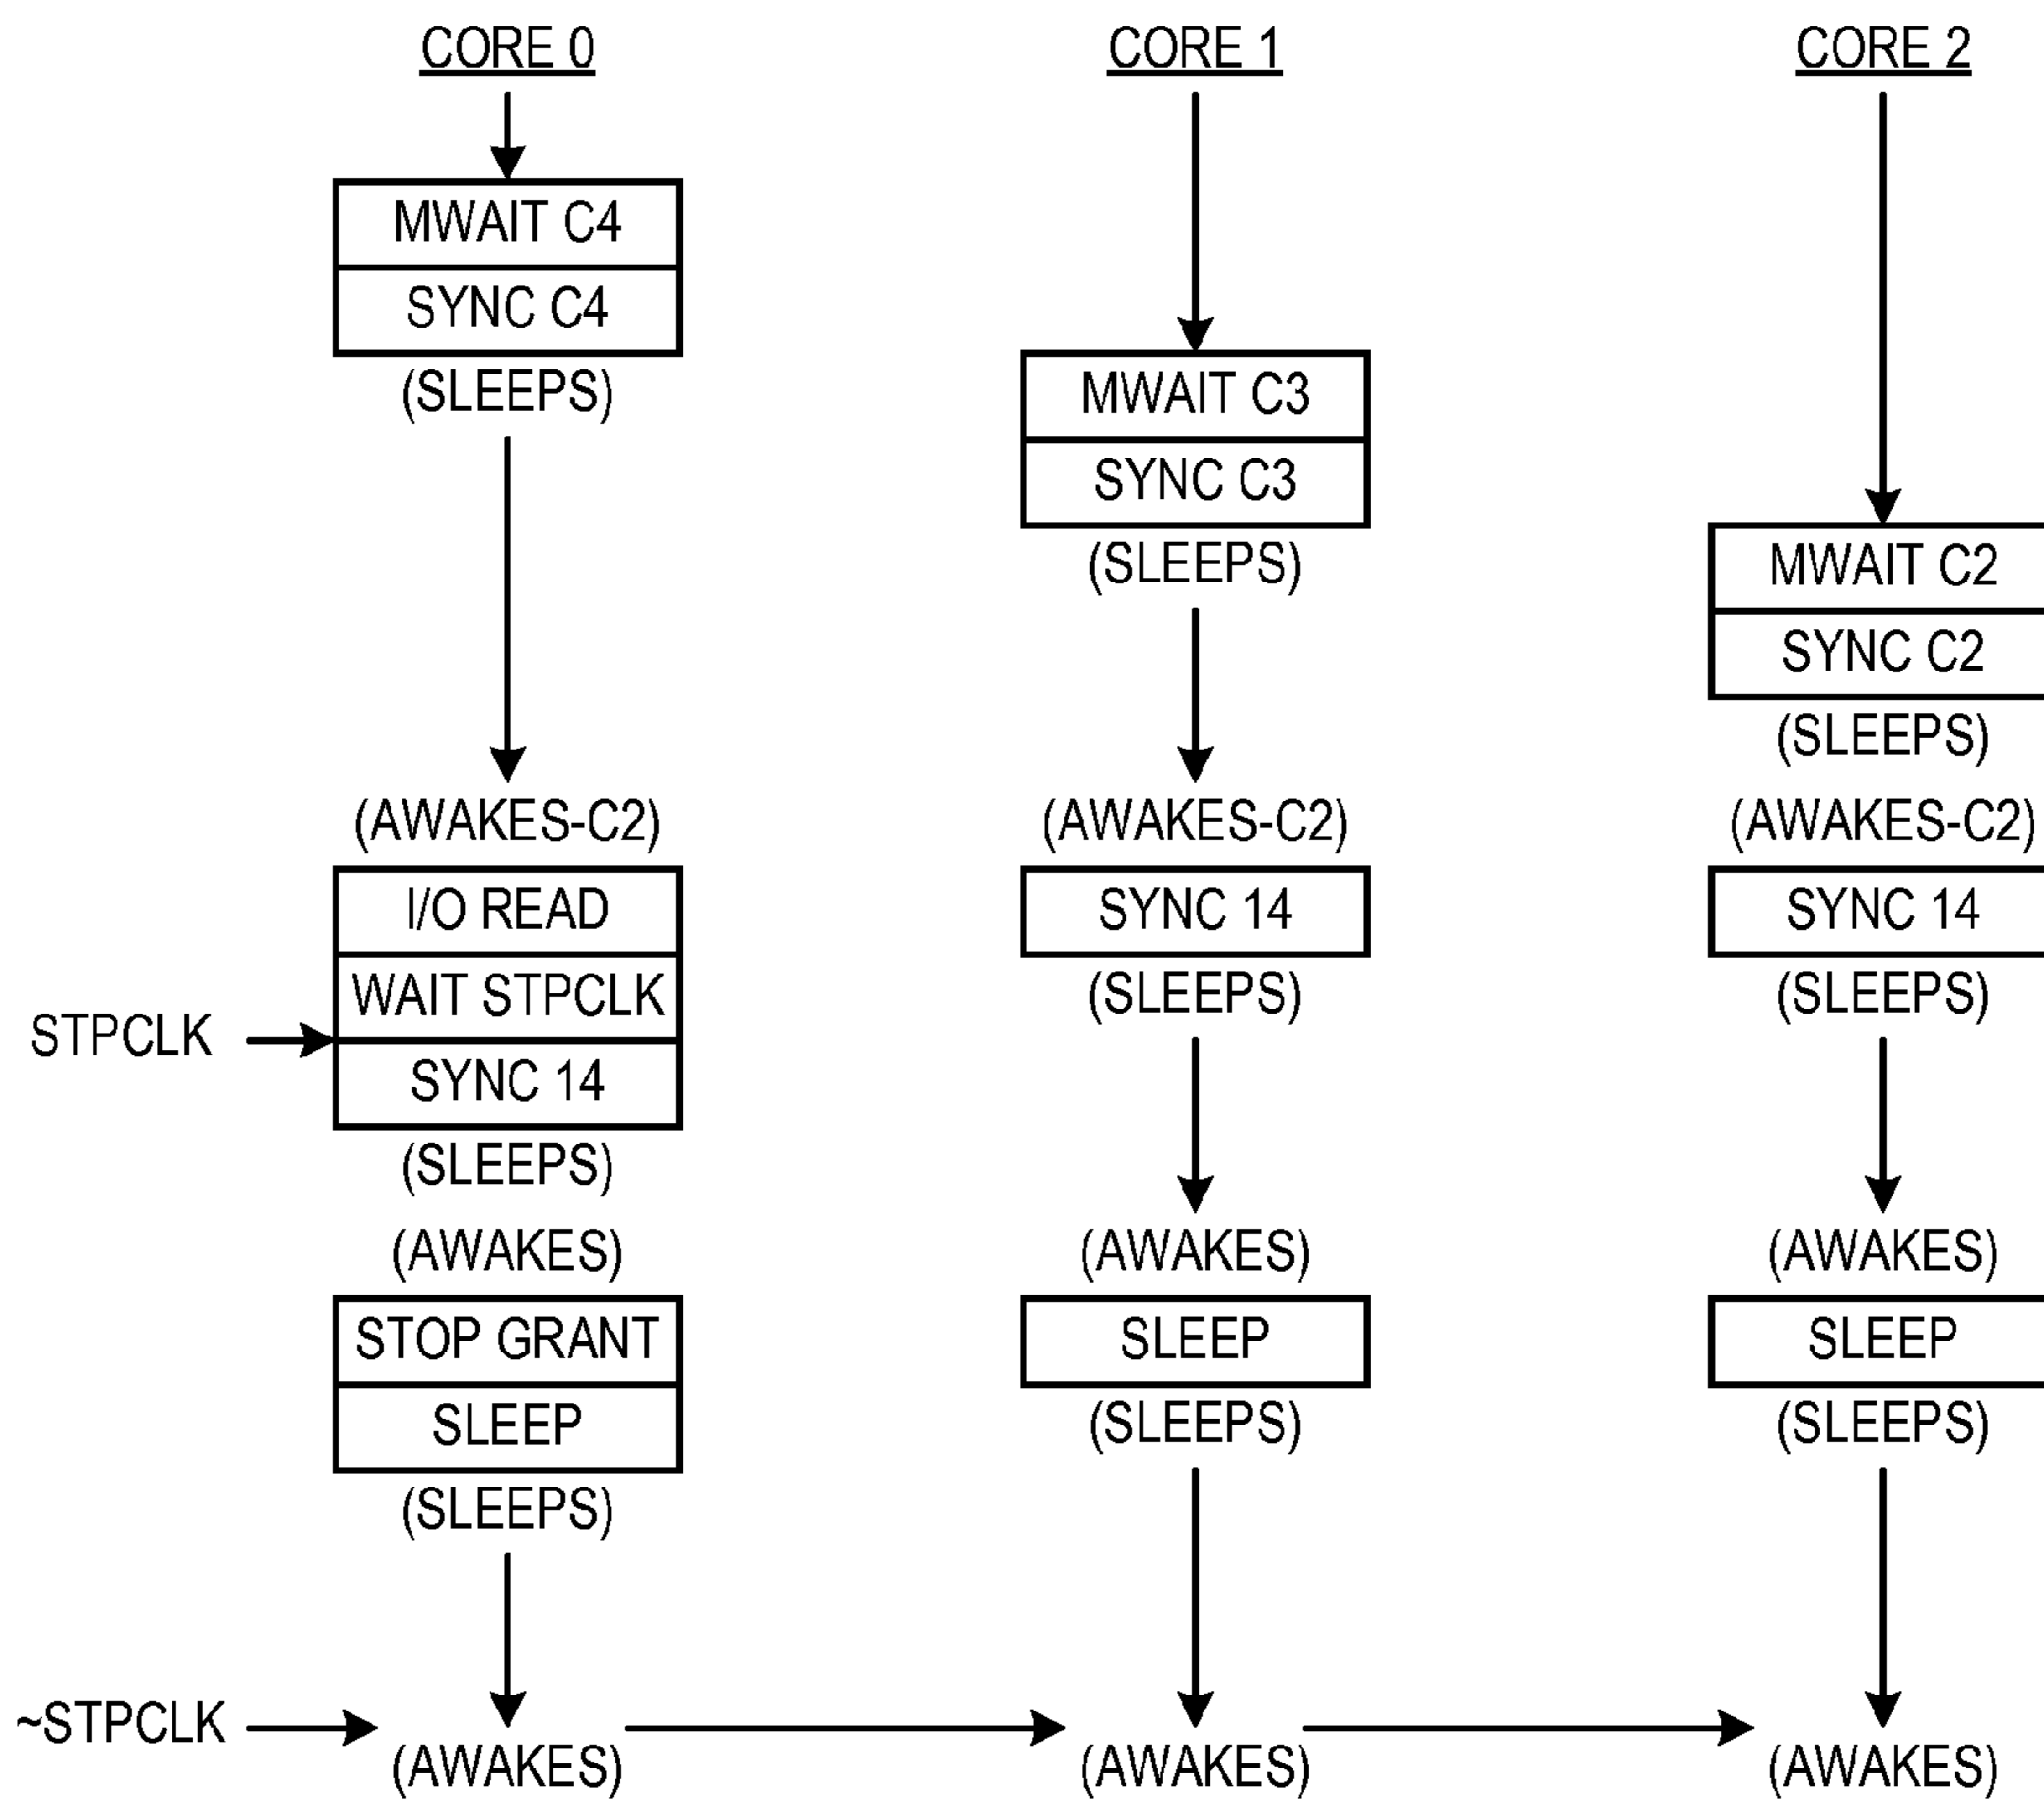 CORE 0 CORE 1 CORE 2
MWAIT C4
SYNC C4
(SLEEPS) MWAIT C3
SYNC C3
(SLEEPS) MWAIT C2
SYNC C2
(SLEEPS)
(AWAKES-C2) (AWAKES-C2) (AWAKES-C2)
I/O READ SYNC 14 SYNC 14
WAIT STPCLK (SLEEPS) (SLEEPS)
STPCLK
SYNC 14
(SLEEPS)
(AWAKES) (AWAKES) (AWAKES)
STOP GRANT SLEEP SLEEP
SLEEP (SLEEPS) (SLEEPS)
(SLEEPS)
~STPCLK
(AWAKES) (AWAKES) (AWAKES)